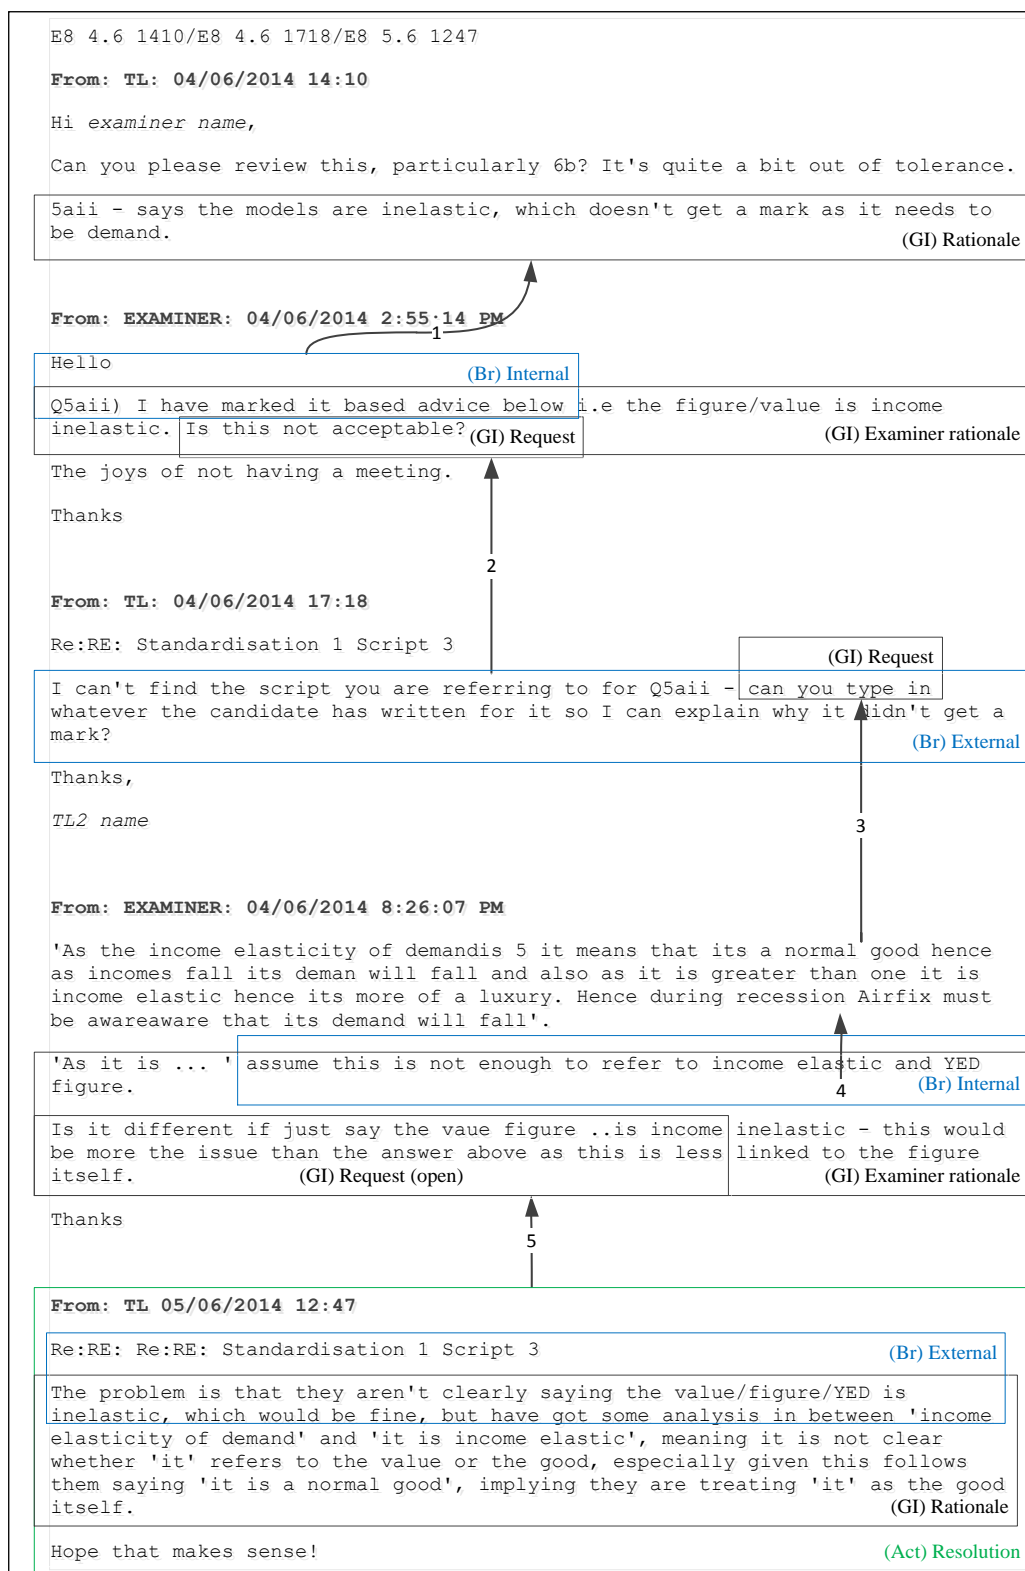 E8 4.6 1410/E8 4.6 1718/E8 5.6 1247
From: TL: 04/06/2014 14:10
Hi examiner name,
Can you please review this, particularly 6b? It's quite a bit out of tolerance.
5aii - says the models are inelastic, which doesn't get a mark as it needs to
be demand.
(GI) Rationale
From: EXAMINER: 04/06/2014 2:55:14 PM
1
Hello
(Br) Internal
Q5aii) I have marked it based advice below i.e the figure/value is income
inelastic. Is this not acceptable?
(GI) Request
(GI) Examiner rationale
The joys of not having a meeting.
Thanks
2
From: TL: 04/06/2014 17:18
Re:RE: Standardisation 1 Script 3
(GI) Request
I can't find the script you are referring to for Q5aii - can you type in
whatever the candidate has written for it so I can explain why it didn't get a
mark?
(Br) External
Thanks,
TL2 name
3
From: EXAMINER: 04/06/2014 8:26:07 PM
'As the income elasticity of demandis 5 it means that its a normal good hence
as incomes fall its deman will fall and also as it is greater than one it is
income elastic hence its more of a luxury. Hence during recession Airfix must
be awareaware that its demand will fall'.
'As it is ... ' assume this is not enough to refer to income elastic and YED
figure.
4
(Br) Internal
Is it different if just say the vaue figure ..is income inelastic - this would
be more the issue than the answer above as this is less linked to the figure
itself.
(GI) Request (open)
(GI) Examiner rationale
Thanks
5
From: TL 05/06/2014 12:47
Re:RE: Re:RE: Standardisation 1 Script 3
(Br) External
The problem is that they aren't clearly saying the value/figure/YED is
inelastic, which would be fine, but have got some analysis in between 'income
elasticity of demand' and 'it is income elastic', meaning it is not clear
whether 'it' refers to the value or the good, especially given this follows
them saying 'it is a normal good', implying they are treating 'it' as the good
itself.
(GI) Rationale
Hope that makes sense!
(Act) Resolution